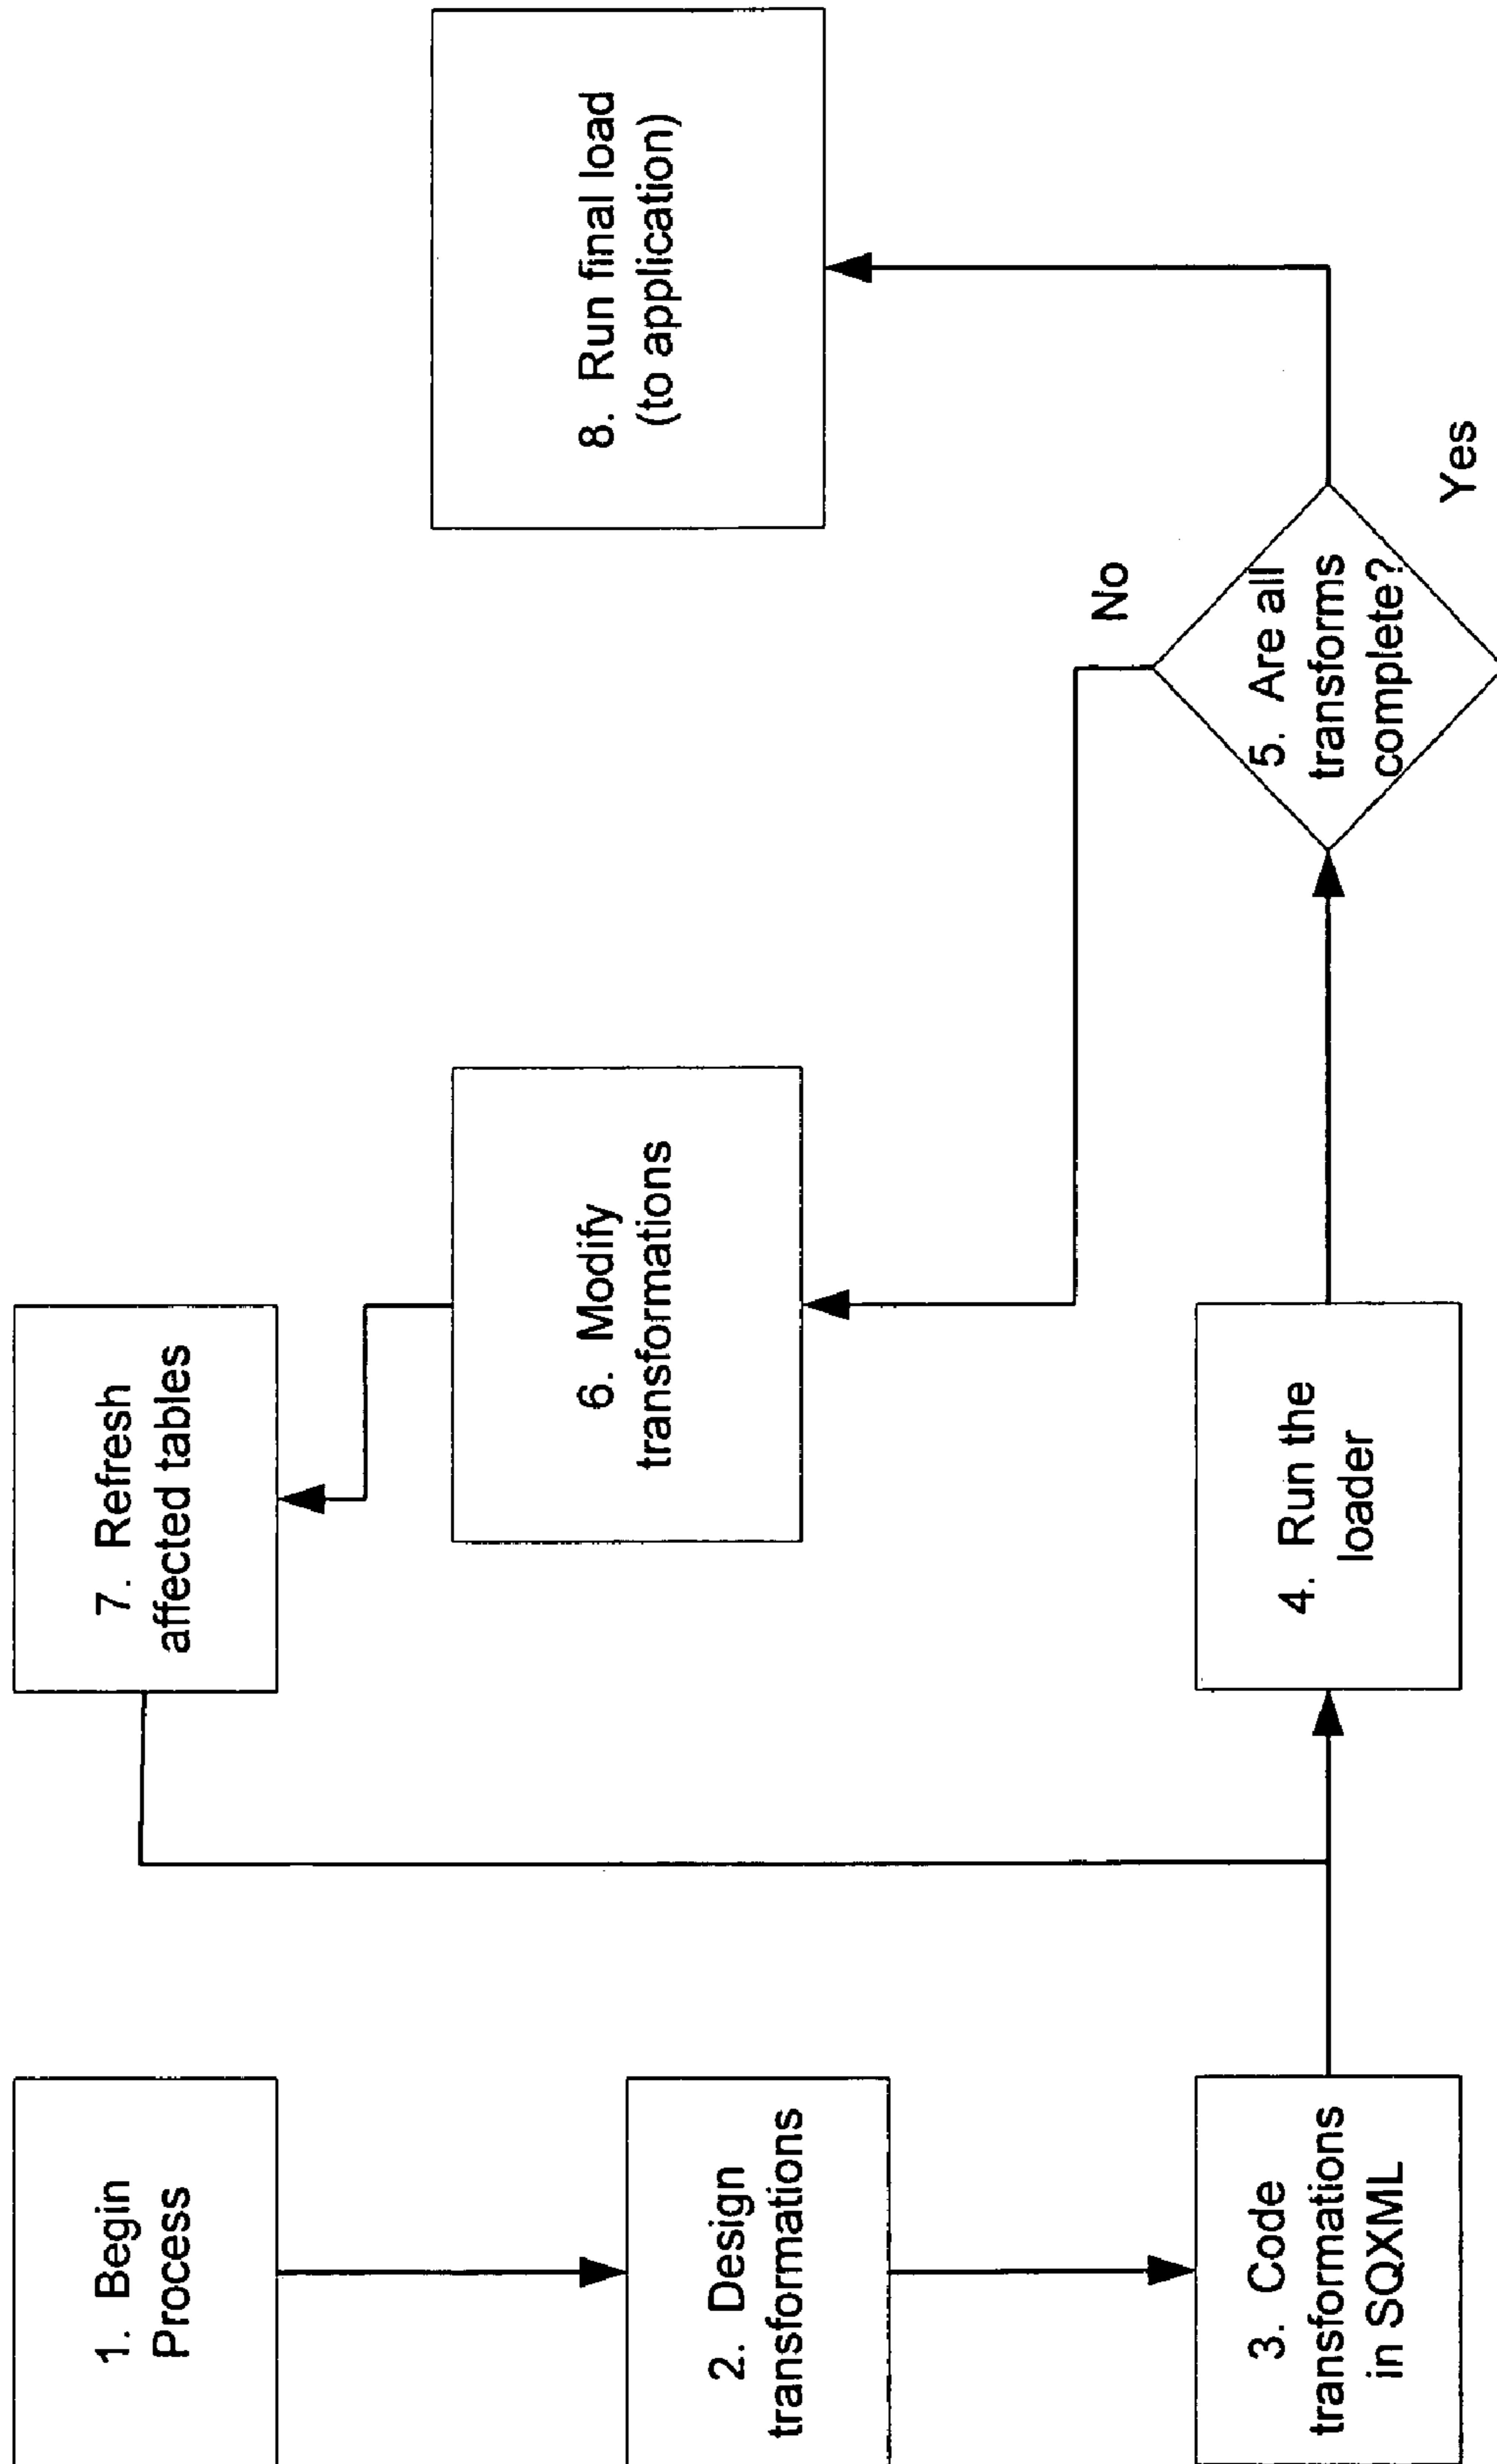 1. Begin
Process
2. Design
transformations
3. Code
transformations
in SQXML
4. Run the
loader
5. Are all
transforms
complete?
No
Yes
6. Modify
transformations
7. Refresh
affected tables
8. Run final load
(to application)